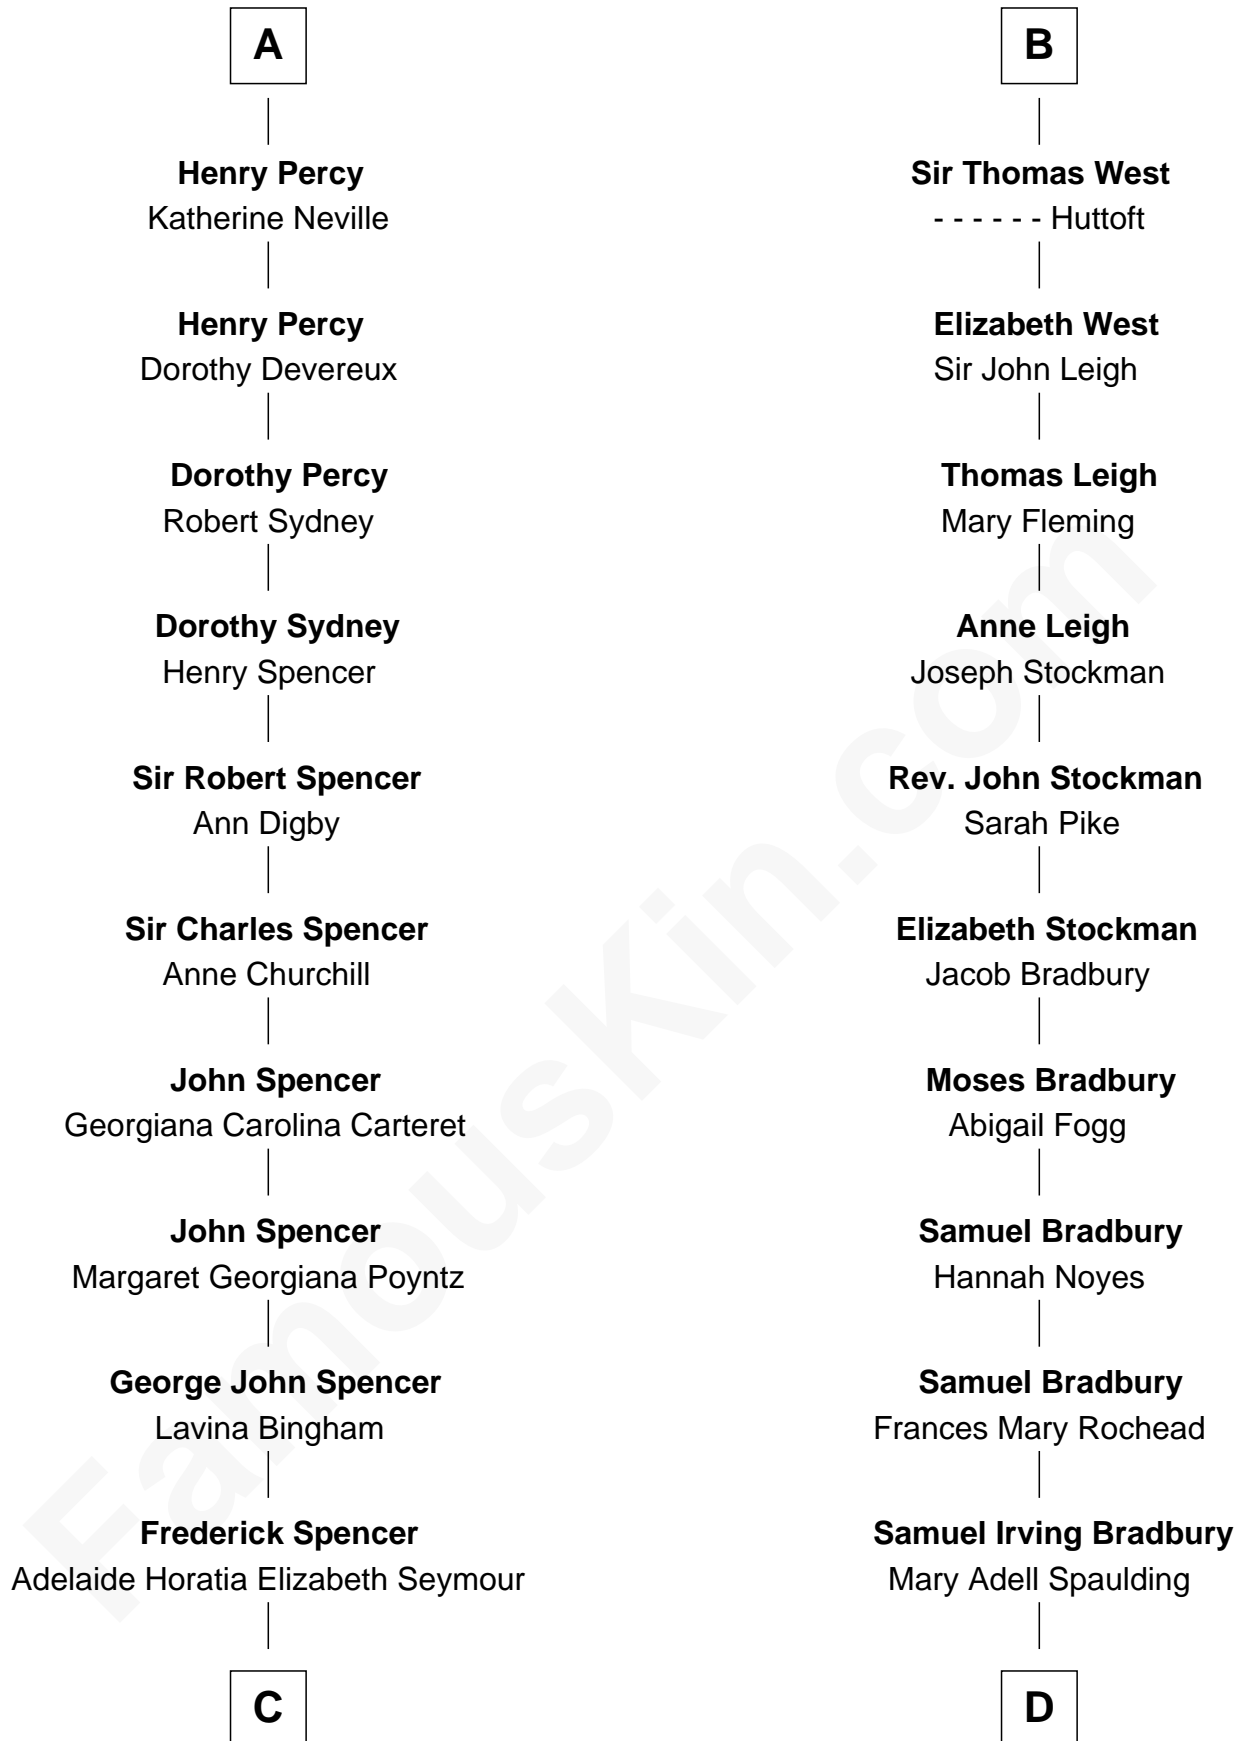 A
Henry Percy
Katherine Neville
Henry Percy
Dorothy Devereux
Dorothy Percy
Robert Sydney
Dorothy Sydney
Henry Spencer
Sir Robert Spencer
Ann Digby
Sir Charles Spencer
Anne Churchill
John Spencer
Georgiana Carolina Carteret
John Spencer
Margaret Georgiana Poyntz
George John Spencer
Lavina Bingham
Frederick Spencer
Adelaide Horatia Elizabeth Seymour
C
B
Sir Thomas West
- - - - - - Huttoft
Elizabeth West
Sir John Leigh
Thomas Leigh
Mary Fleming
Anne Leigh
Joseph Stockman
Rev. John Stockman
Sarah Pike
Elizabeth Stockman
Jacob Bradbury
Moses Bradbury
Abigail Fogg
Samuel Bradbury
Hannah Noyes
Samuel Bradbury
Frances Mary Rochead
Samuel Irving Bradbury
Mary Adell Spaulding
D
FamousKin.com